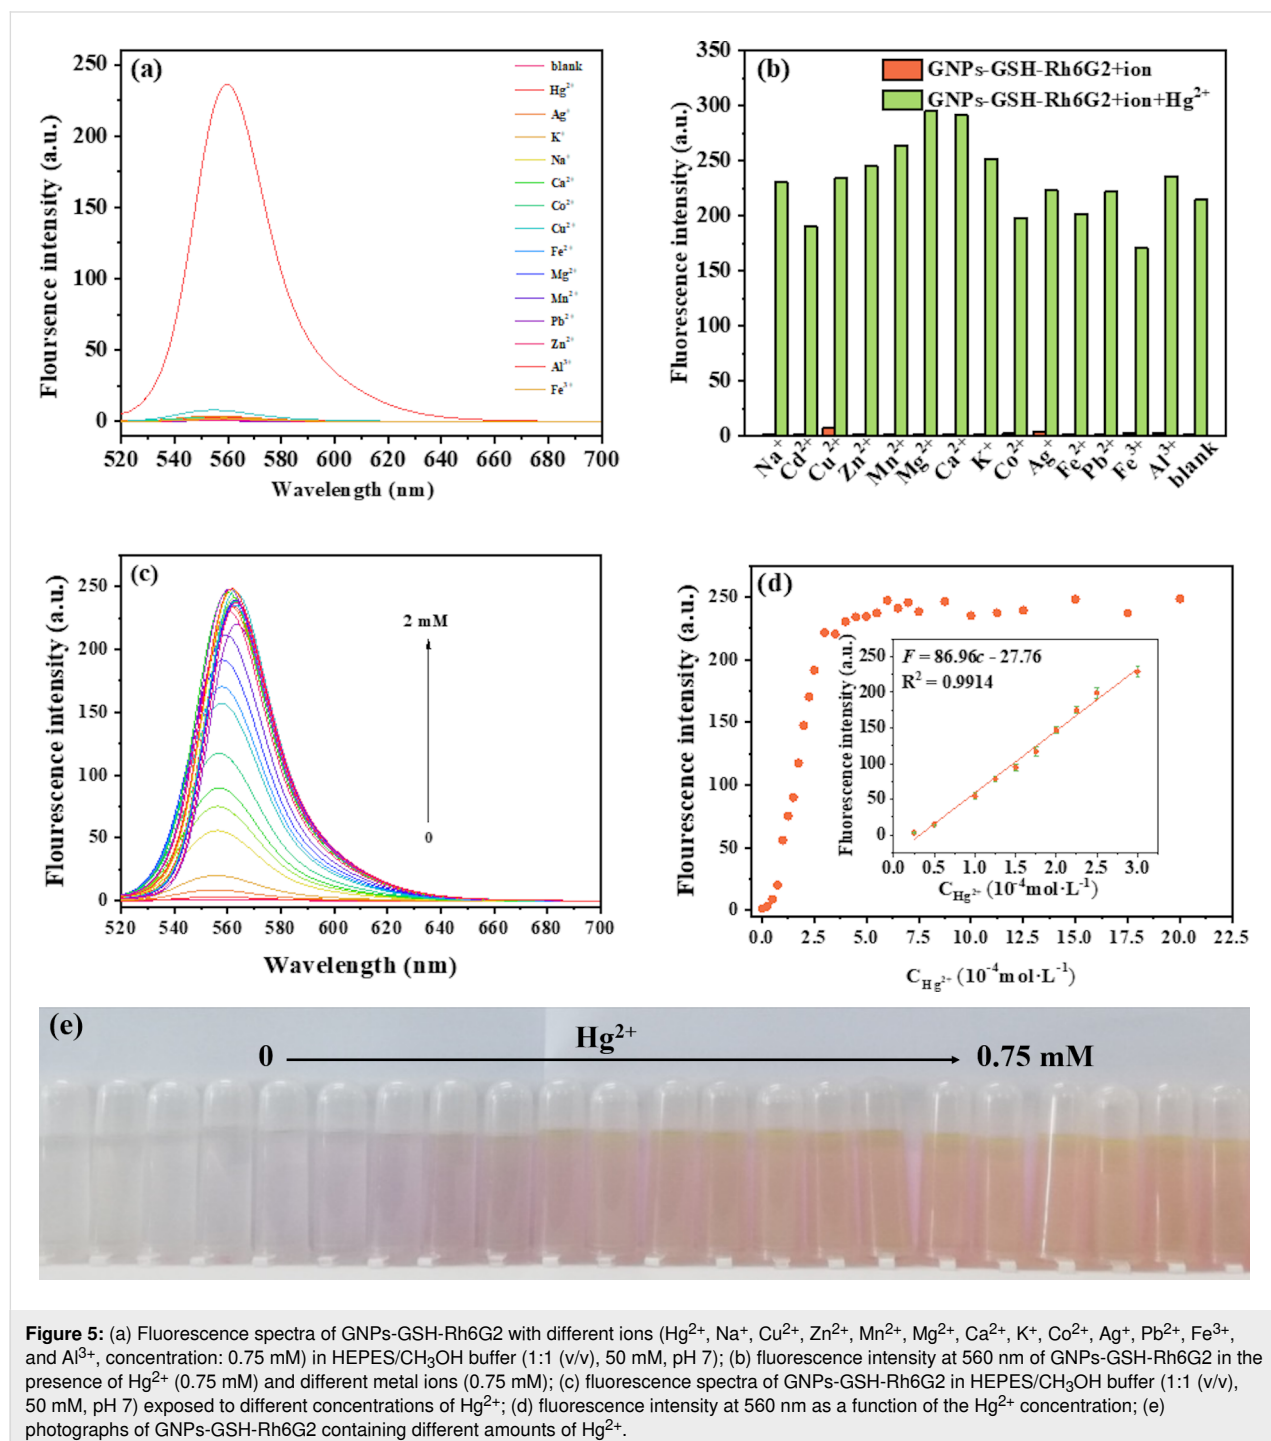 (a)
Floursence intensity (a.u.)
250
200
150
100
50
0
520 540 560 580 600 620 640 660 680 700
Wavelength (nm)
blank
Hg²⁺
Ag⁺
K⁺
Na⁺
Ca²⁺
Co²⁺
Cu²⁺
Fe²⁺
Mg²⁺
Mn²⁺
Pb²⁺
Zn²⁺
Al³⁺
Fe³⁺
(b)
Fluorescence intensity (a.u.)
350
300
250
200
150
100
50
0
GNPs-GSH-Rh6G2+ion
GNPs-GSH-Rh6G2+ion+Hg²⁺
Na⁺ Cd²⁺ Cu²⁺ Zn²⁺ Mn²⁺ Mg²⁺ Ca²⁺ K⁺ Co²⁺ Ag⁺ Fe²⁺ Pb²⁺ Fe³⁺ Al³⁺ blank
(c)
Flourescence intensity (a.u.)
250
200
150
100
50
0
520 540 560 580 600 620 640 660 680 700
Wavelength (nm)
2 mM
0
(d)
Flourescence intensity (a.u.)
250
200
150
100
50
0
0.0 2.5 5.0 7.5 10.0 12.5 15.0 17.5 20.0 22.5
C Hg²⁺ (10⁻⁴mol·L⁻¹)
F = 86.96c - 27.76
R² = 0.9914
Fluorescence intensity (a.u.)
250
200
150
100
50
0
0.0 0.5 1.0 1.5 2.0 2.5 3.0
C Hg²⁺ (10⁻⁴mol·L⁻¹)
(e)
Hg²⁺
0 0.75 mM
Figure 5: (a) Fluorescence spectra of GNPs-GSH-Rh6G2 with different ions (Hg²⁺, Na⁺, Cu²⁺, Zn²⁺, Mn²⁺, Mg²⁺, Ca²⁺, K⁺, Co²⁺, Ag⁺, Pb²⁺, Fe³⁺,
and Al³⁺, concentration: 0.75 mM) in HEPES/CH₃OH buffer (1:1 (v/v), 50 mM, pH 7); (b) fluorescence intensity at 560 nm of GNPs-GSH-Rh6G2 in the
presence of Hg²⁺ (0.75 mM) and different metal ions (0.75 mM); (c) fluorescence spectra of GNPs-GSH-Rh6G2 in HEPES/CH₃OH buffer (1:1 (v/v),
50 mM, pH 7) exposed to different concentrations of Hg²⁺; (d) fluorescence intensity at 560 nm as a function of the Hg²⁺ concentration; (e)
photographs of GNPs-GSH-Rh6G2 containing different amounts of Hg²⁺.